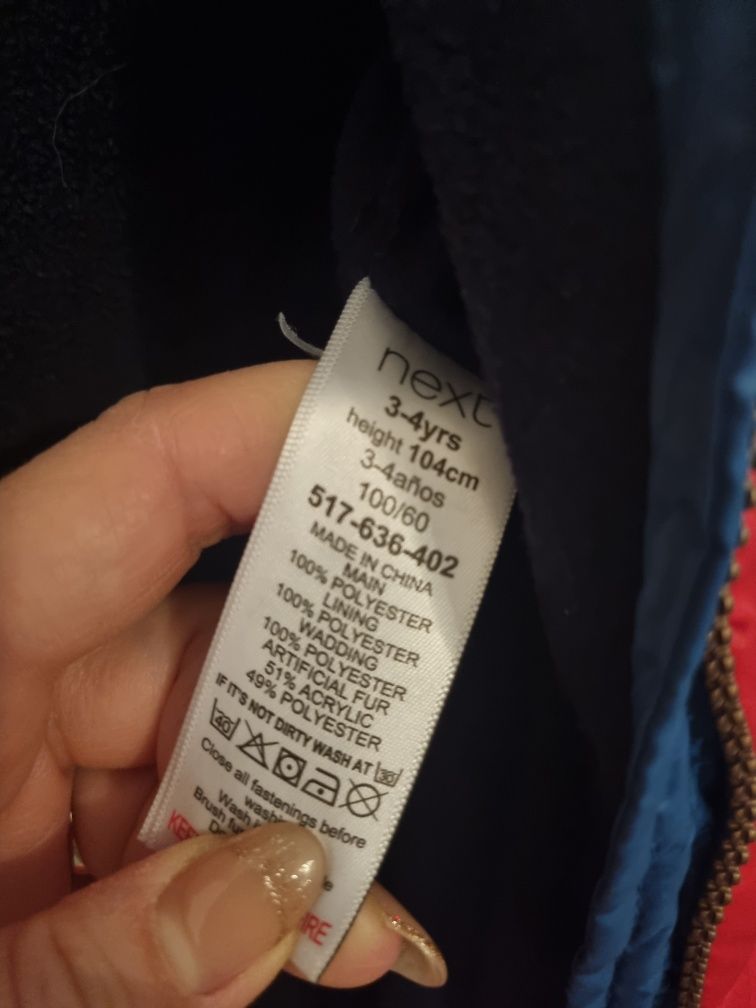 next
3-4yrs
height 104cm
3-4años
100/60
517-636-402
MADE IN CHINA
MAIN
100% POLYESTER
LINING
100% POLYESTER
WADDING
100% POLYESTER
ARTIFICIAL FUR
51% ACRYLIC
49% POLYESTER
IF IT'S NOT DIRTY WASH AT 30
40
Close all fastenings before
Wash
Brush